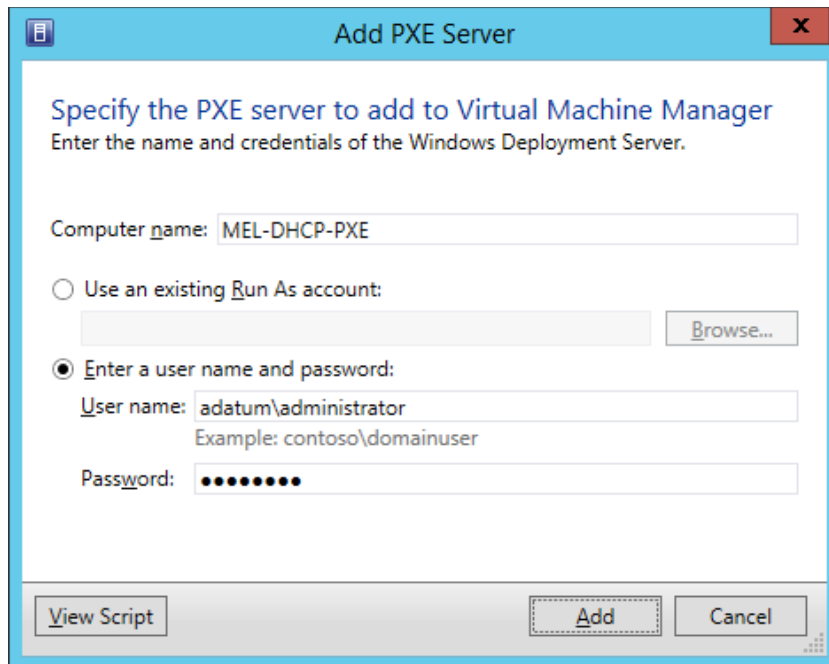 Add PXE Server
x
Specify the PXE server to add to Virtual Machine Manager
Enter the name and credentials of the Windows Deployment Server.
Computer name: MEL-DHCP-PXE
Use an existing Run As account:
Browse...
Enter a user name and password:
User name: adatum\administrator
Example: contoso\domainuser
Password: ●●●●●●●●
View Script Add Cancel